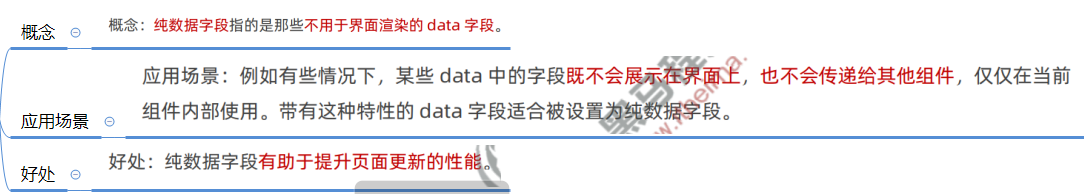 概念
概念：纯数据字段指的是那些不用于界面渲染的 data 字段。
应用场景
应用场景：例如有些情况下，某些 data 中的字段既不会展示在界面上，也不会传递给其他组件，仅仅在当前
组件内部使用。带有这种特性的 data 字段适合被设置为纯数据字段。
好处
好处：纯数据字段有助于提升页面更新的性能。
黑马程
www.itheima.